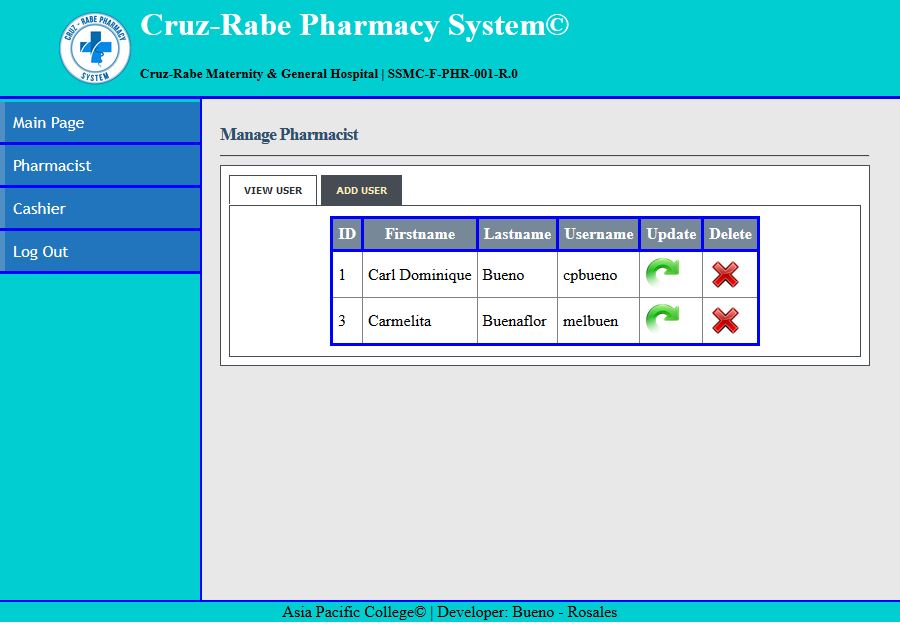 Cruz-Rabe Pharmacy System©
CRUZ - RABE PHARMACY
SYSTEM
Cruz-Rabe Maternity & General Hospital | SSMC-F-PHR-001-R.0
Main Page
Pharmacist
Cashier
Log Out
Manage Pharmacist
VIEW USER ADD USER
ID Firstname Lastname Username Update Delete
1 Carl Dominique Bueno cpbueno
3 Carmelita Buenaflor melbuen
Asia Pacific College© | Developer: Bueno - Rosales